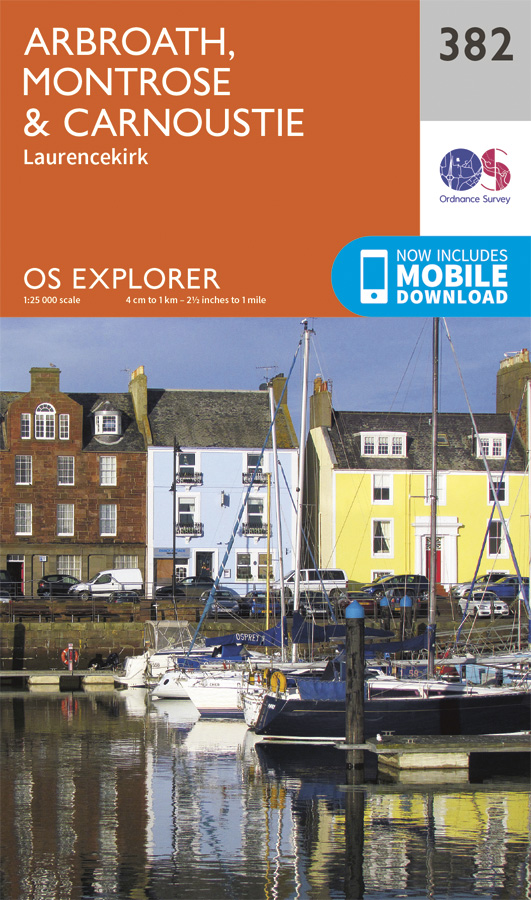 ARBROATH,
MONTROSE
& CARNOUSTIE
Laurencekirk
382
OS
Ordnance Survey
OS EXPLORER
1:25 000 scale 4 cm to 1 km – 2½ inches to 1 mile
NOW INCLUDES
MOBILE
DOWNLOAD
OSPREY